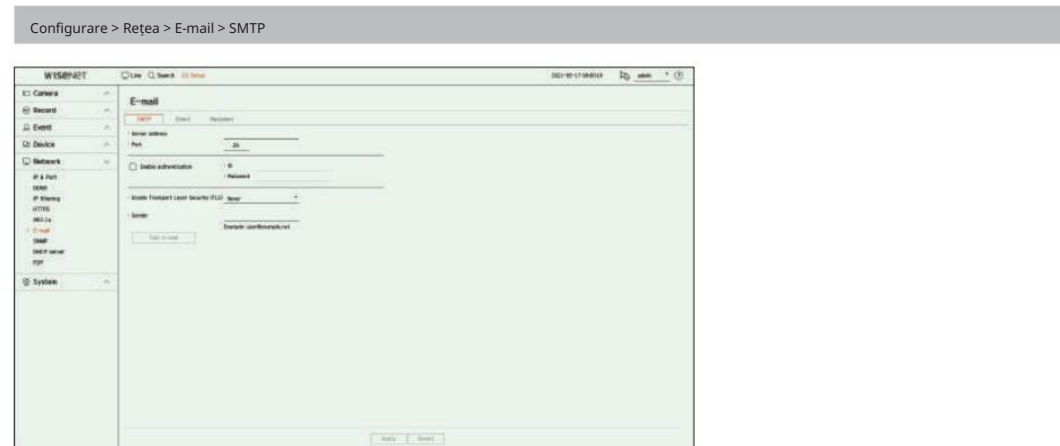 Configurare > Rețea > E-mail > SMTP
WISENET
Live Search Setup
admin
Camera
Record
Event
Device
Network
IP & Port
DDNS
IP filtering
HTTPS
802.1x
E-mail
SNMP
DHCP server
P2P
System
E-mail
SMTP Event Recipient
Server address
Port 25
Enable authentication
ID
Password
Enable Transport Layer Security (TLS) Never
Sender
Example: user@example.net
Test e-mail
Apply Revert